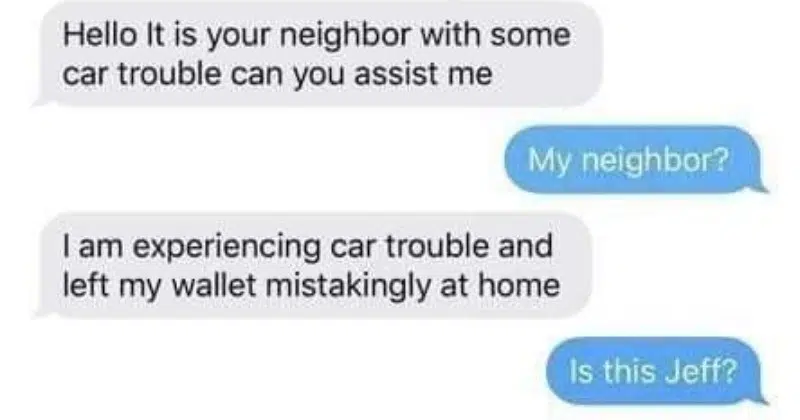 Hello It is your neighbor with some
car trouble can you assist me
My neighbor?
I am experiencing car trouble and
left my wallet mistakingly at home
Is this Jeff?